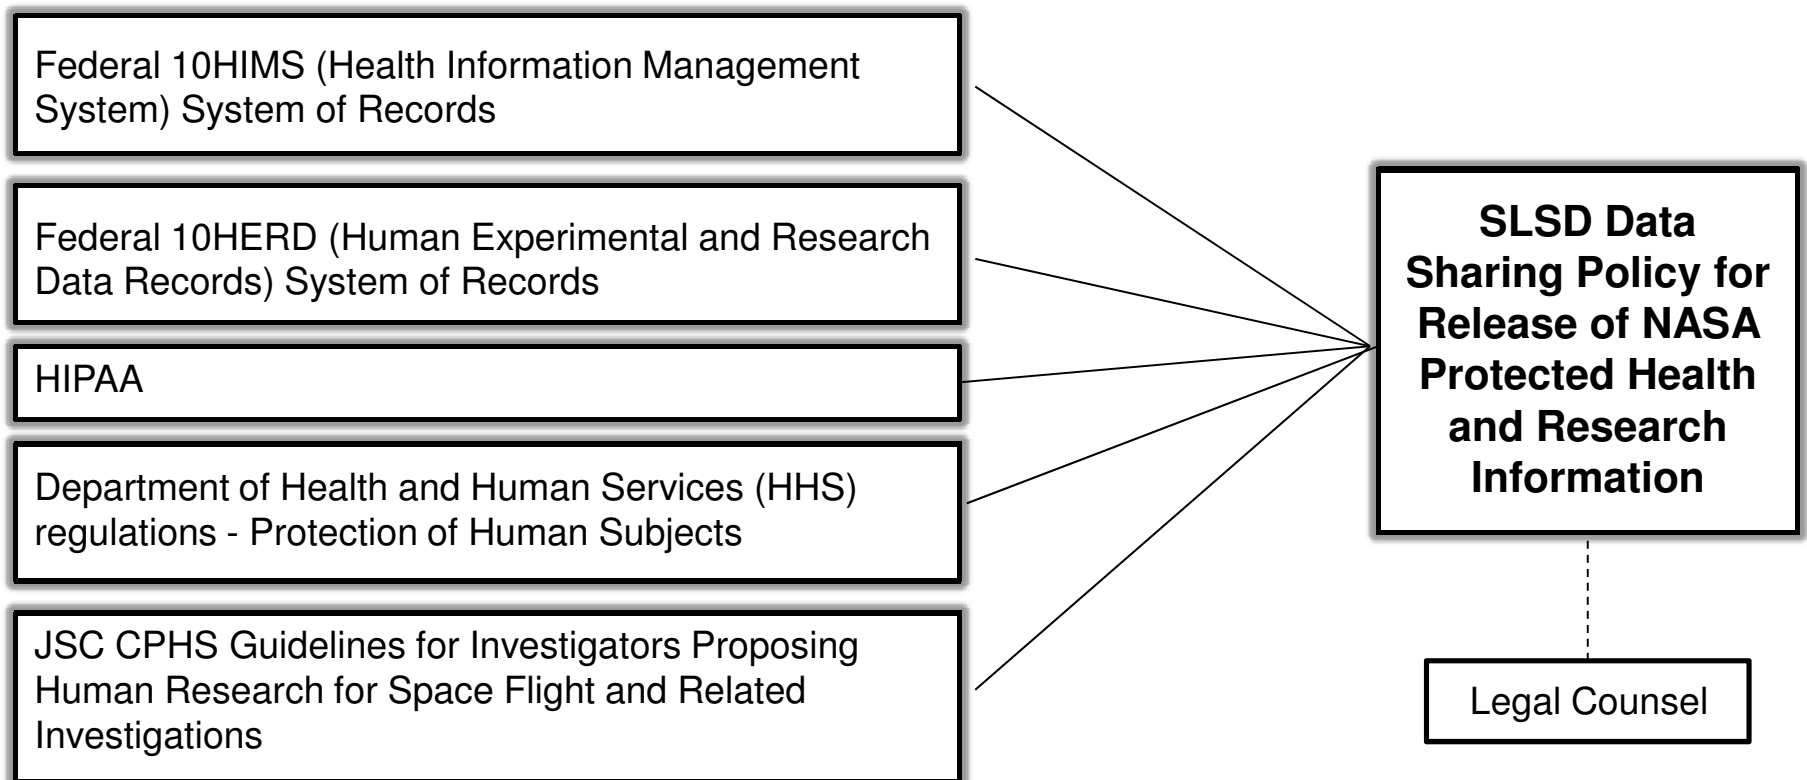 Federal 10HIMS (Health Information Management
System) System of Records
Federal 10HERD (Human Experimental and Research
Data Records) System of Records
HIPAA
Department of Health and Human Services (HHS)
regulations - Protection of Human Subjects
JSC CPHS Guidelines for Investigators Proposing
Human Research for Space Flight and Related
Investigations
SLSD Data
Sharing Policy for
Release of NASA
Protected Health
and Research
Information
Legal Counsel